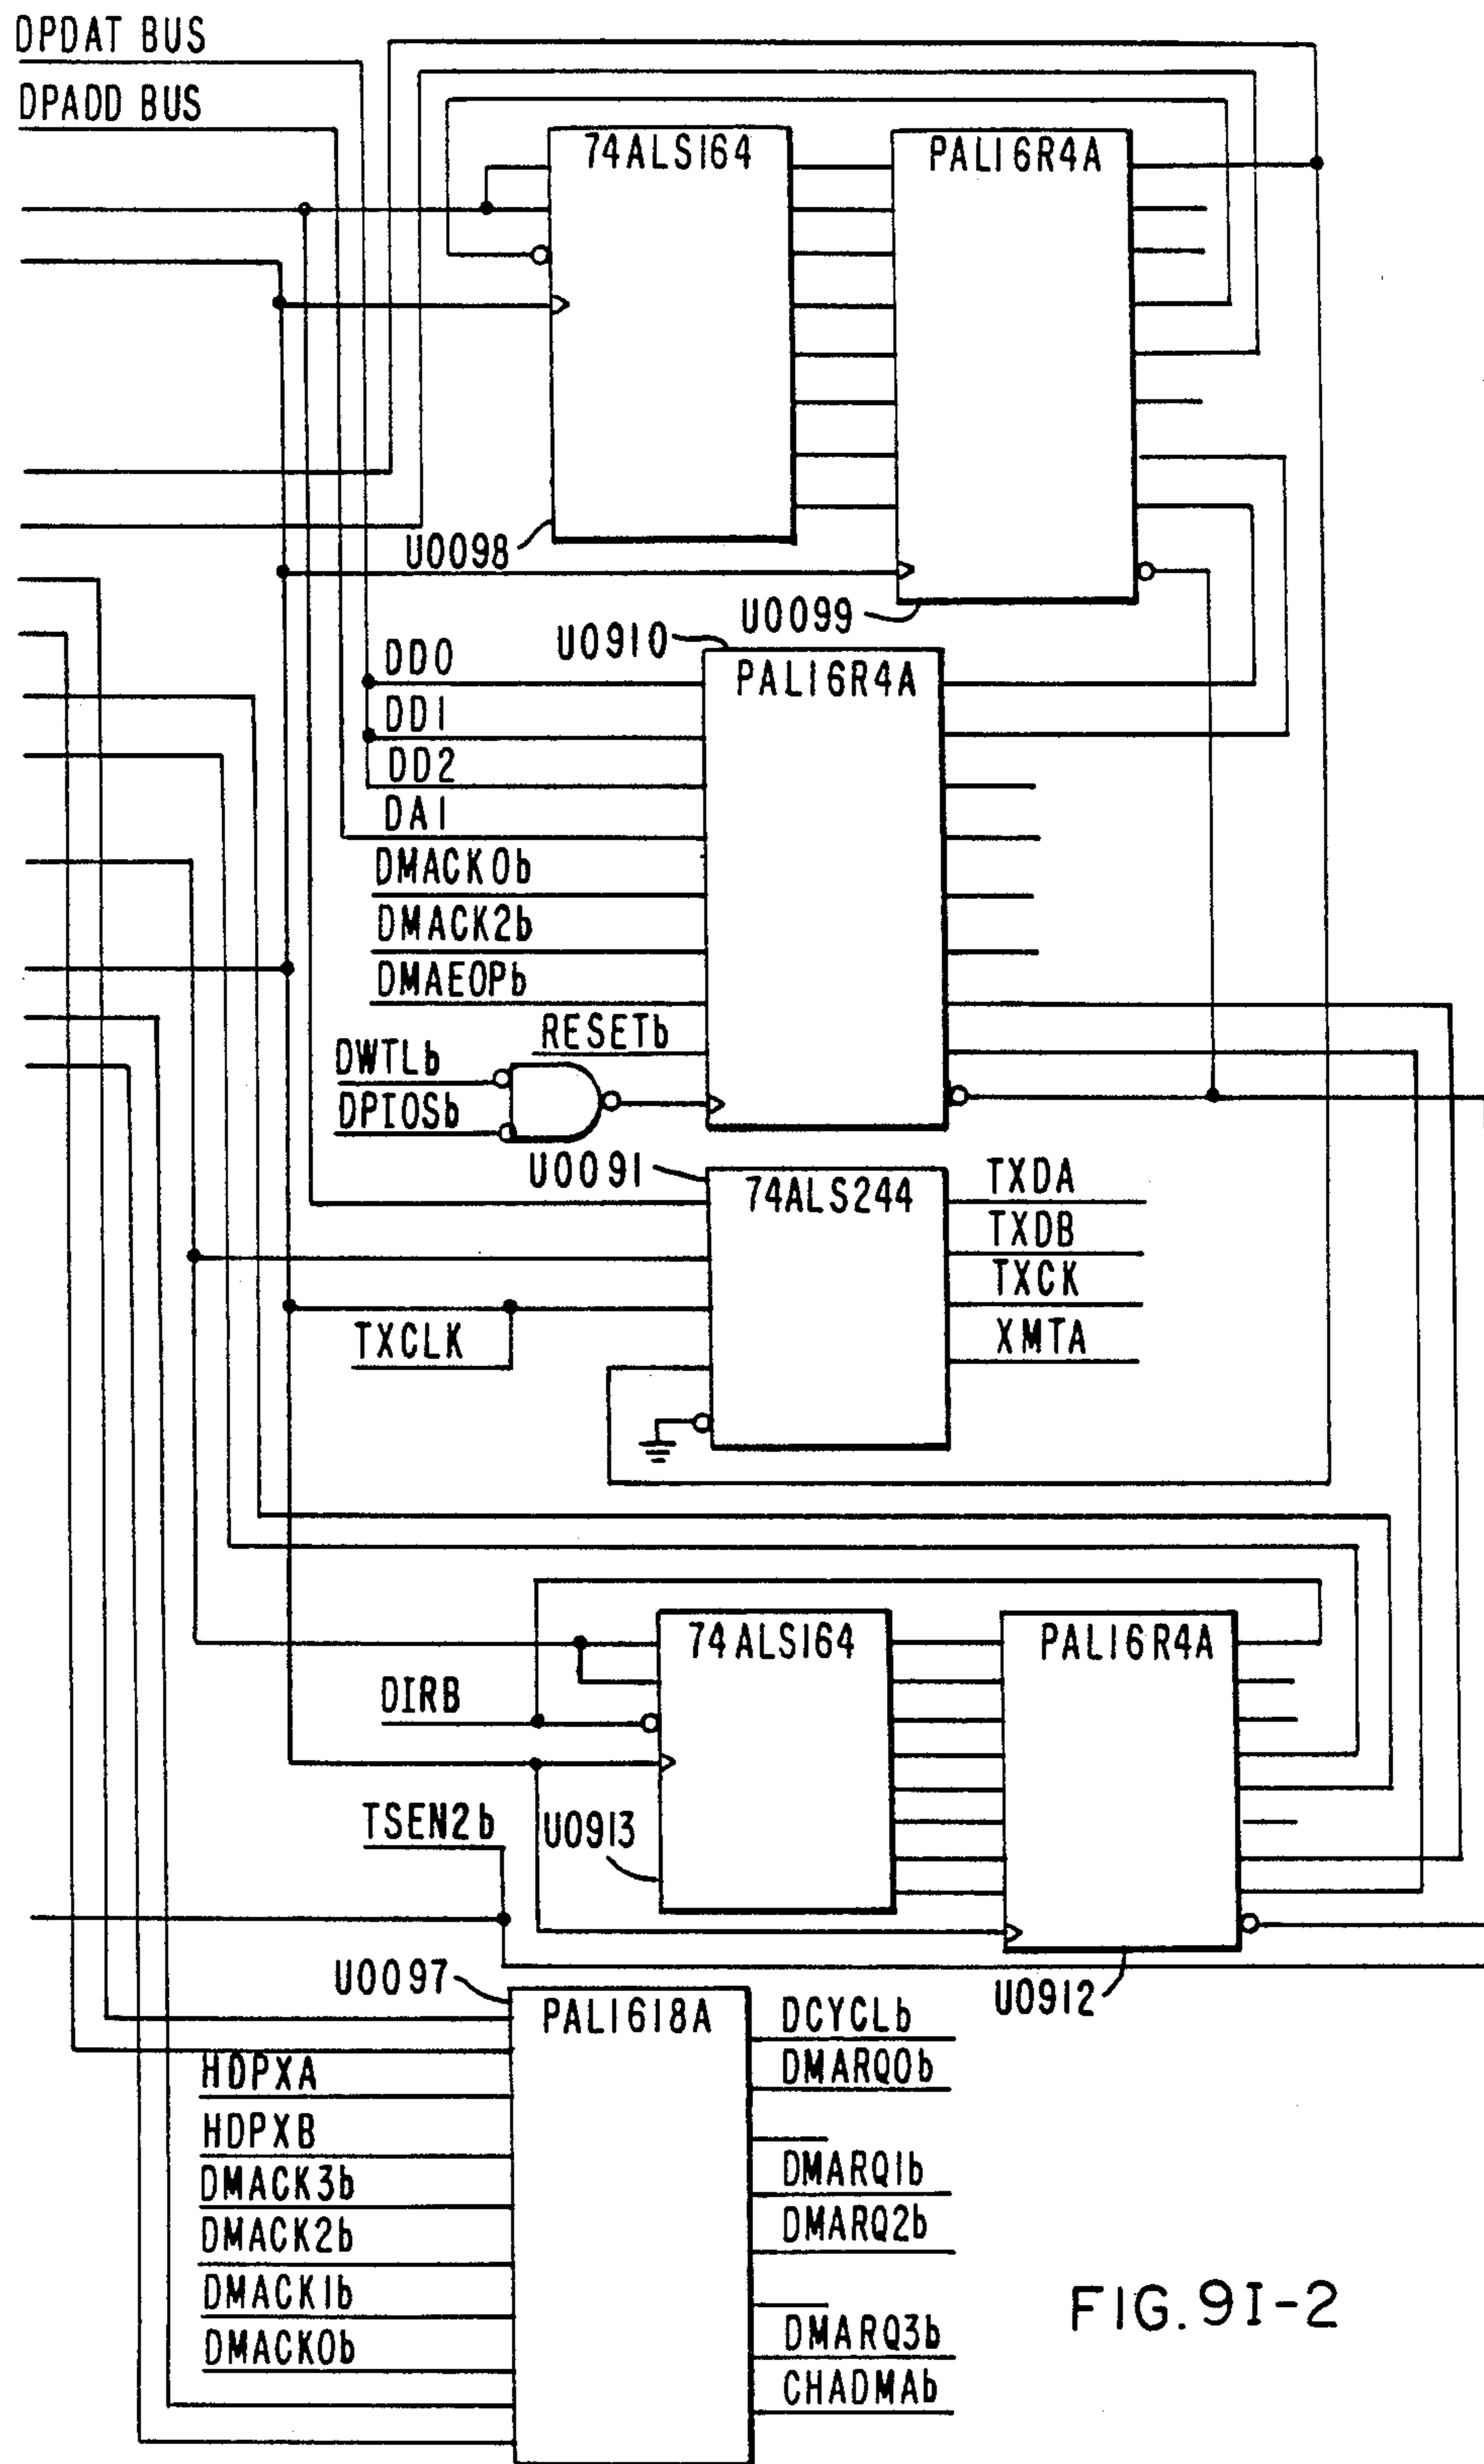 DPDAT BUS
DPADD BUS
74ALS164
PAL16R4A
U0098
U0099
U0910
PAL16R4A
DD0
DD1
DD2
DA1
DMACK0b
DMACK2b
DMAEOPb
RESETb
DWTLb
DPIOSb
U0091
74ALS244
TXDA
TXDB
TXCK
TXCLK
XMTA
74ALS164
PAL16R4A
DIRB
TSEN2b
U0913
U0912
U0097
PAL1618A
DCYCLb
DMARQ0b
HDPXA
HDPXB
DMARQ1b
DMACK3b
DMARQ2b
DMACK2b
DMACK1b
DMARQ3b
DMACK0b
CHADMAb
FIG. 9I-2